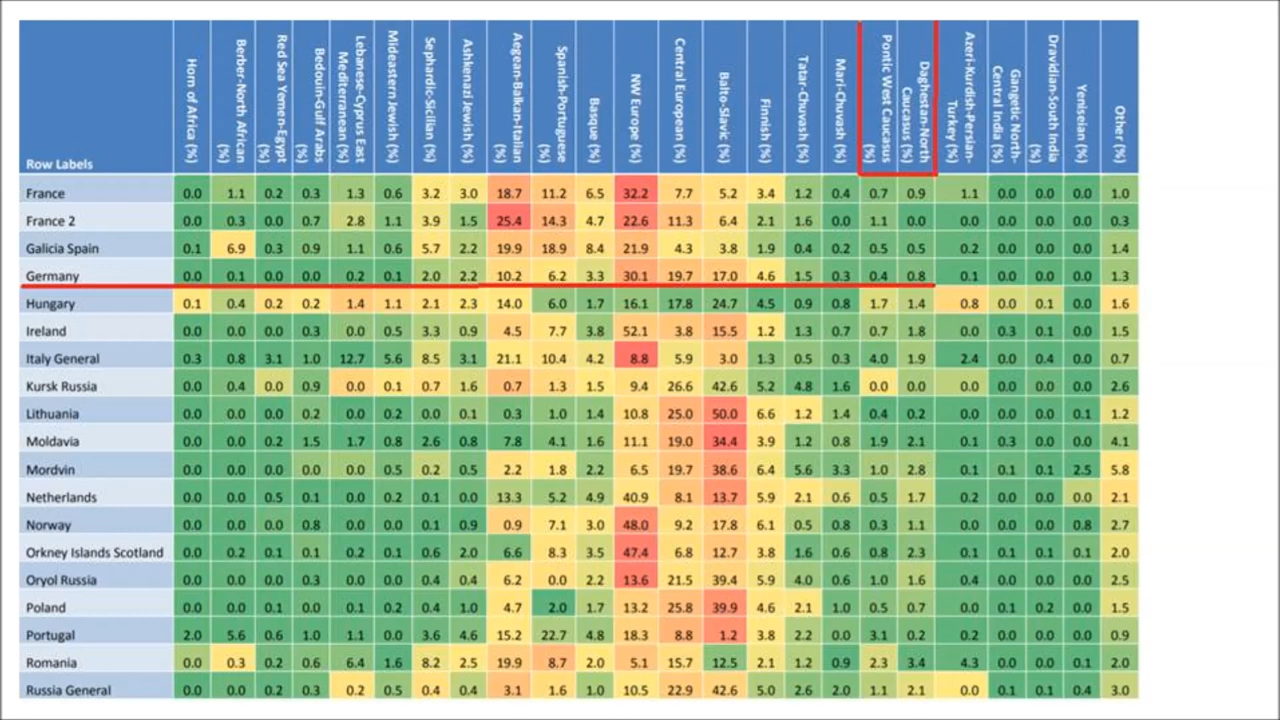 Row Labels Horn of Africa (%) Berber-North African (%) Red Sea Yemen-Egypt (%) Bedouin-Gulf Arabs (%) Lebanese-Cyprus East Mediterranean (%) Mideastern Jewish (%) Sephardic-Sicilian (%) Ashkenazi Jewish (%) Aegean-Balkan-Italian (%) Spanish-Portuguese (%) Basque (%) NW Europe (%) Central European (%) Balto-Slavic (%) Finnish (%) Tatar-Chuvash (%) Mari-Chuvash (%) Pontic West Caucasus (%) Daghestan-North Caucasus (%) Azeri-Kurdish-Persian-Turkey (%) Gangetic North-Central India (%) Dravidian-South India (%) Yeniseian (%) Other (%)
France 0.0 1.1 0.2 0.3 1.3 0.6 3.2 3.0 18.7 11.2 6.5 32.2 7.7 5.2 3.4 1.2 0.4 0.7 0.9 1.1 0.0 0.0 0.0 1.0
France 2 0.0 0.3 0.0 0.7 2.8 1.1 3.9 1.5 25.4 14.3 4.7 22.6 11.3 6.4 2.1 1.6 0.0 1.1 0.0 0.0 0.0 0.0 0.0 0.3
Galicia Spain 0.1 6.9 0.3 0.9 1.1 0.6 5.7 2.2 19.9 18.9 8.4 21.9 4.3 3.8 1.9 0.4 0.2 0.5 0.5 0.2 0.0 0.0 0.0 1.4
Germany 0.0 0.1 0.0 0.0 0.2 0.1 2.0 2.2 10.2 6.2 3.3 30.1 19.7 17.0 4.6 1.5 0.3 0.4 0.8 0.1 0.0 0.0 0.0 1.3
Hungary 0.1 0.4 0.2 0.2 1.4 1.1 2.1 2.3 14.0 6.0 1.7 16.1 17.8 24.7 4.5 0.9 0.8 1.7 1.4 0.8 0.0 0.1 0.0 1.6
Ireland 0.0 0.0 0.0 0.3 0.0 0.5 3.3 0.9 4.5 7.7 3.8 52.1 3.8 15.5 1.2 1.3 0.7 0.7 1.8 0.0 0.3 0.1 0.0 1.5
Italy General 0.3 0.8 3.1 1.0 12.7 5.6 8.5 3.1 21.1 10.4 4.2 8.8 5.9 3.0 1.3 0.5 0.3 4.0 1.9 2.4 0.0 0.4 0.0 0.7
Kursk Russia 0.0 0.4 0.0 0.9 0.0 0.1 0.7 1.6 0.7 1.3 1.5 9.4 26.6 42.6 5.2 4.8 1.6 0.0 0.0 0.0 0.0 0.0 0.0 2.6
Lithuania 0.0 0.0 0.0 0.2 0.0 0.2 0.0 0.1 0.3 1.0 1.4 10.8 25.0 50.0 6.6 1.2 1.4 0.4 0.2 0.0 0.0 0.0 0.1 1.2
Moldavia 0.0 0.0 0.2 1.5 1.7 0.8 2.6 0.8 7.8 4.1 1.6 11.1 19.0 34.4 3.9 1.2 0.8 1.9 2.1 0.1 0.3 0.0 0.0 4.1
Mordvin 0.0 0.0 0.0 0.0 0.0 0.5 0.2 0.5 2.2 1.8 2.2 6.5 19.7 38.6 6.4 5.6 3.3 1.0 2.8 0.1 0.1 0.1 2.5 5.8
Netherlands 0.0 0.0 0.5 0.1 0.0 0.2 0.1 0.0 13.3 5.2 4.9 40.9 8.1 13.7 5.9 2.1 0.6 0.5 1.7 0.2 0.0 0.0 0.0 2.1
Norway 0.0 0.0 0.0 0.8 0.0 0.0 0.1 0.9 0.9 7.1 3.0 48.0 9.2 17.8 6.1 0.5 0.8 0.3 1.1 0.0 0.0 0.0 0.8 2.7
Orkney Islands Scotland 0.0 0.2 0.1 0.1 0.2 0.1 0.6 2.0 6.6 8.3 3.5 47.4 6.8 12.7 3.8 1.6 0.6 0.8 2.3 0.1 0.1 0.1 0.1 2.0
Oryol Russia 0.0 0.0 0.0 0.3 0.0 0.0 0.4 0.4 6.2 0.0 2.2 13.6 21.5 39.4 5.9 4.0 0.6 1.0 1.6 0.4 0.0 0.0 0.0 2.5
Poland 0.0 0.0 0.1 0.0 0.1 0.2 0.4 1.0 4.7 2.0 1.7 13.2 25.8 39.9 4.6 2.1 1.0 0.5 0.7 0.0 0.1 0.2 0.0 1.5
Portugal 2.0 5.6 0.6 1.0 1.1 0.0 3.6 4.6 15.2 22.7 4.8 18.3 8.8 1.2 3.8 2.2 0.0 3.1 0.2 0.2 0.0 0.0 0.0 0.9
Romania 0.0 0.3 0.2 0.6 6.4 1.6 8.2 2.5 19.9 8.7 2.0 5.1 15.7 12.5 2.1 1.2 0.9 2.3 3.4 4.3 0.0 0.0 0.1 2.0
Russia General 0.0 0.0 0.2 0.3 0.2 0.5 0.4 0.4 3.1 1.6 1.0 10.5 22.9 42.6 5.0 2.6 2.0 1.1 2.1 0.0 0.1 0.1 0.4 3.0